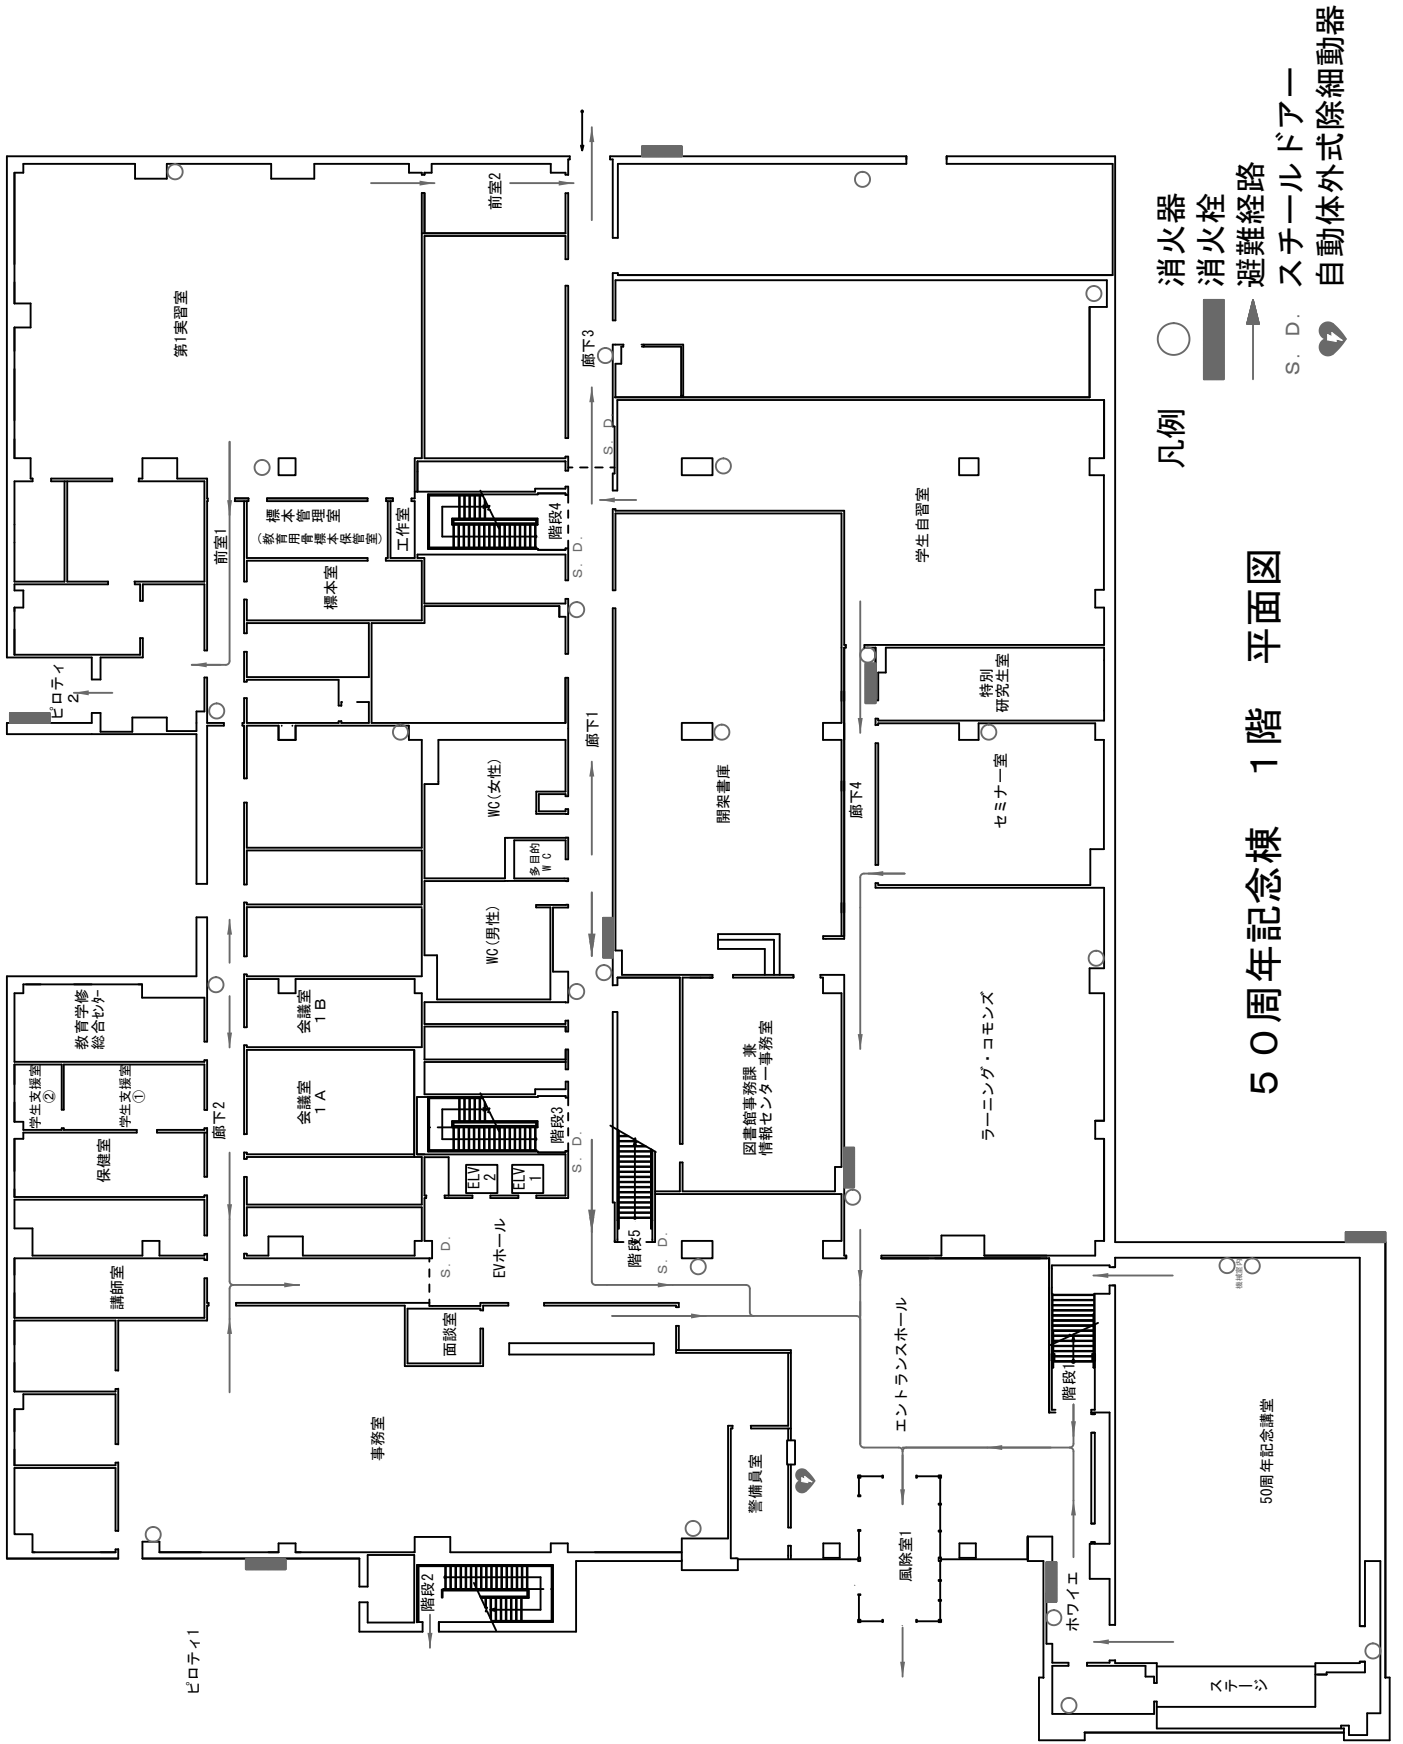 50周年記念棟　1階　平面図
凡例
消火器
消火栓
避難経路
S. D.
スチールドアー
自動体外式除細動器
ピロティ1
ピロティ
2
教育学修
総合センター
学生支援室
②
学生支援室
①
保健室
講師室
廊下2
前室1
第1実習室
標本管理室
(教育用骨標本保管室)
工作室
標本室
会議室
1B
会議室
1A
事務室
面談室
階段2
前室2
階段4
S. D.
S. D.
廊下3
廊下1
WC(女性)
多目的
WC
WC(男性)
階段3
S. D.
ELV
2
ELV
1
EVホール
S. D.
階段5
S. D.
開架書庫
図書館事務課 兼
情報センター事務室
警備員室
廊下4
学生自習室
特別
研究生室
セミナー室
ラーニング・コモンズ
エントランスホール
風除室1
階段1
ホワイエ
機械室内
50周年記念講堂
ステージ